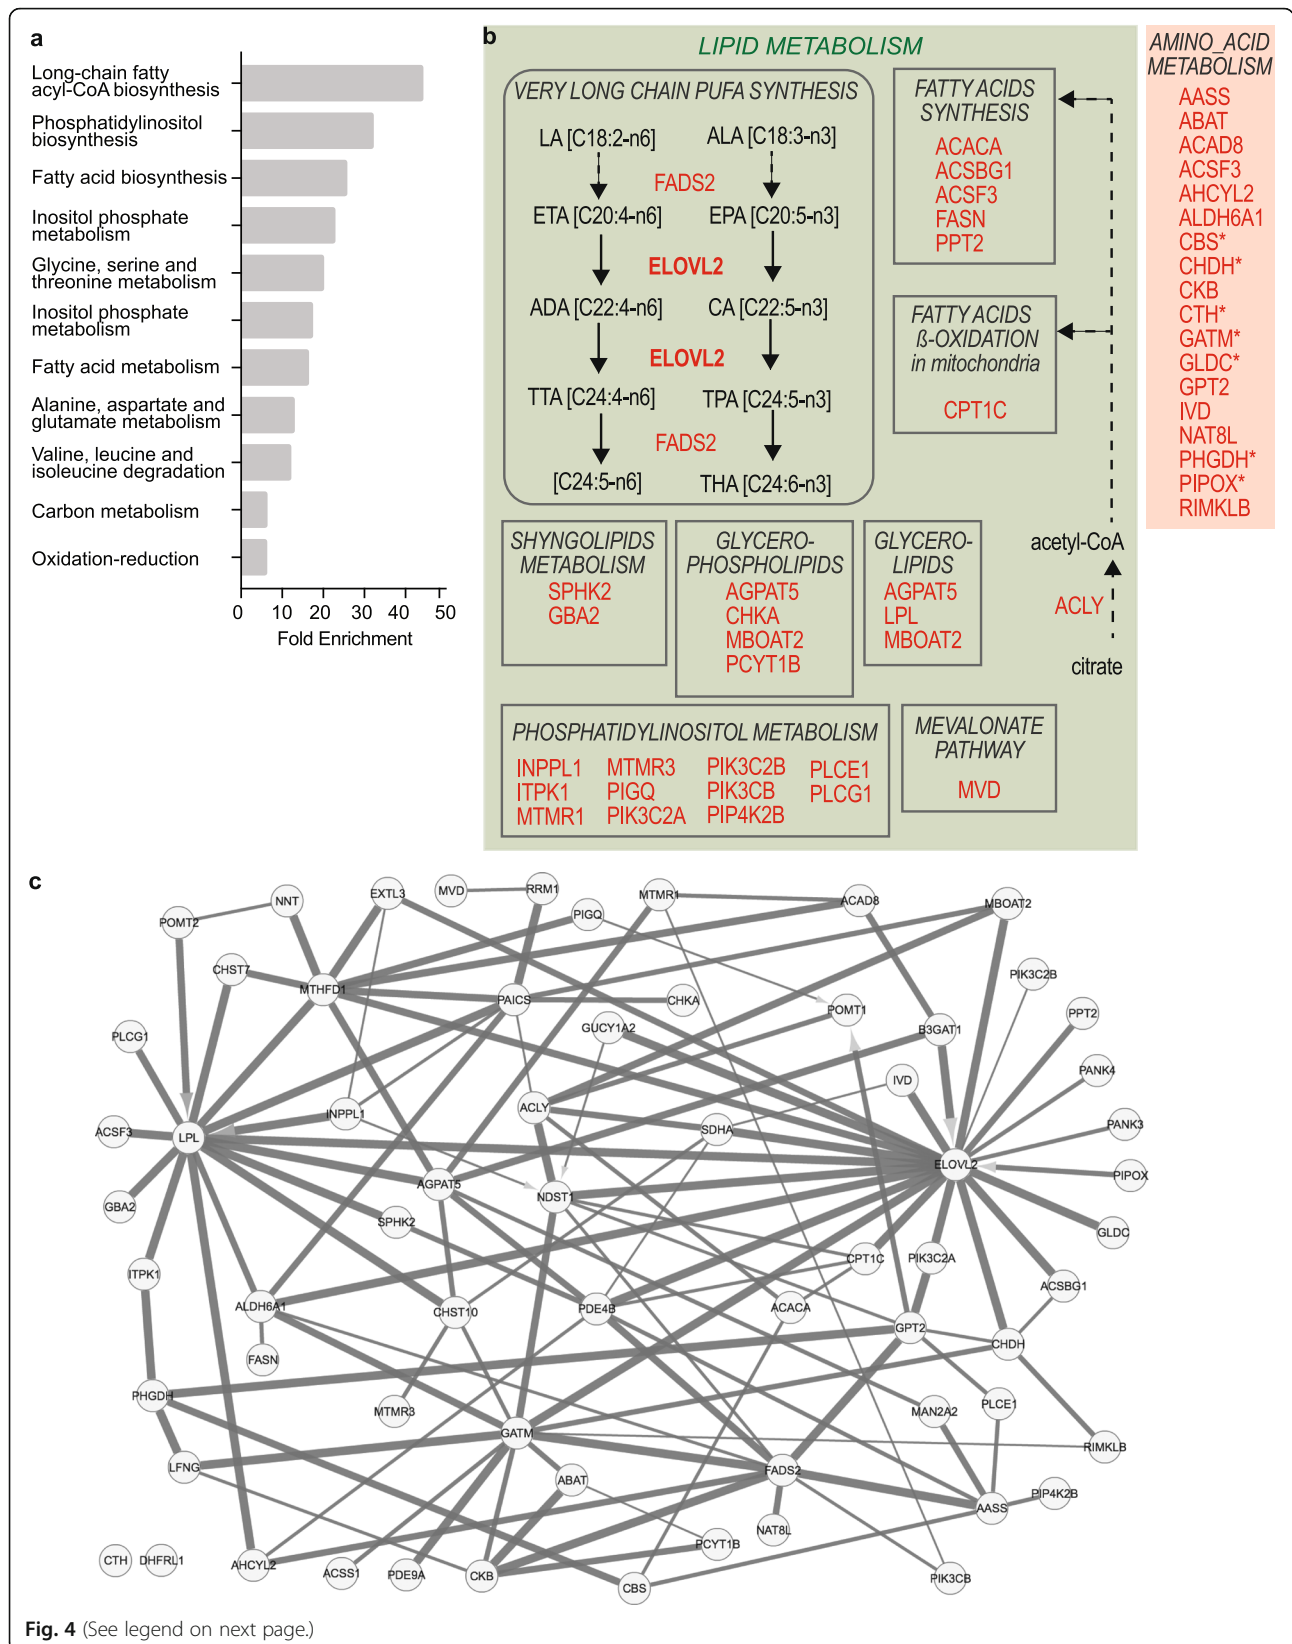 a
Long-chain fatty
acyl-CoA biosynthesis
Phosphatidylinositol
biosynthesis
Fatty acid biosynthesis
Inositol phosphate
metabolism
Glycine, serine and
threonine metabolism
Inositol phosphate
metabolism
Fatty acid metabolism
Alanine, aspartate and
glutamate metabolism
Valine, leucine and
isoleucine degradation
Carbon metabolism
Oxidation-reduction
0 10 20 30 40 50
Fold Enrichment
b
LIPID METABOLISM
VERY LONG CHAIN PUFA SYNTHESIS
LA [C18:2-n6] ALA [C18:3-n3]
FADS2
ETA [C20:4-n6] EPA [C20:5-n3]
ELOVL2
ADA [C22:4-n6] CA [C22:5-n3]
ELOVL2
TTA [C24:4-n6] TPA [C24:5-n3]
FADS2
[C24:5-n6] THA [C24:6-n3]
FATTY ACIDS
SYNTHESIS
ACACA
ACSBG1
ACSF3
FASN
PPT2
FATTY ACIDS
ß-OXIDATION
in mitochondria
CPT1C
acetyl-CoA
ACLY
citrate
SHYNGOLIPIDS
METABOLISM
SPHK2
GBA2
GLYCERO-
PHOSPHOLIPIDS
AGPAT5
CHKA
MBOAT2
PCYT1B
GLYCERO-
LIPIDS
AGPAT5
LPL
MBOAT2
PHOSPHATIDYLINOSITOL METABOLISM
INPPL1 MTMR3 PIK3C2B PLCE1
ITPK1 PIGQ PIK3CB PLCG1
MTMR1 PIK3C2A PIP4K2B
MEVALONATE
PATHWAY
MVD
AMINO_ACID
METABOLISM
AASS
ABAT
ACAD8
ACSF3
AHCYL2
ALDH6A1
CBS*
CHDH*
CKB
CTH*
GATM*
GLDC*
GPT2
IVD
NAT8L
PHGDH*
PIPOX*
RIMKLB
c
EXTL3 MVD RRM1 MTMR1
NNT ACAD8 MBOAT2
POMT2 PIGQ
CHST7 PIK3C2B
MTHFD1 PAICS CHKA POMT1
PLCG1 GUCY1A2 B3GAT1 PPT2
IVD PANK4
INPPL1 ACLY
ACSF3 LPL SDHA PANK3
ELOVL2 PIPOX
AGPAT5 NDST1
GBA2 SPHK2 GLDC
ITPK1 CPT1C PIK3C2A
ACSBG1
ALDH6A1 CHST10 PDE4B ACACA
GPT2 CHDH
FASN
PHGDH MTMR3 MAN2A2 PLCE1
GATM RIMKLB
LFNG ABAT FADS2
PIP4K2B
AASS
NAT8L
PCYT1B
CTH DHFRL1 AHCYL2 ACSS1 PDE9A CKB CBS PIK3CB
Fig. 4 (See legend on next page.)